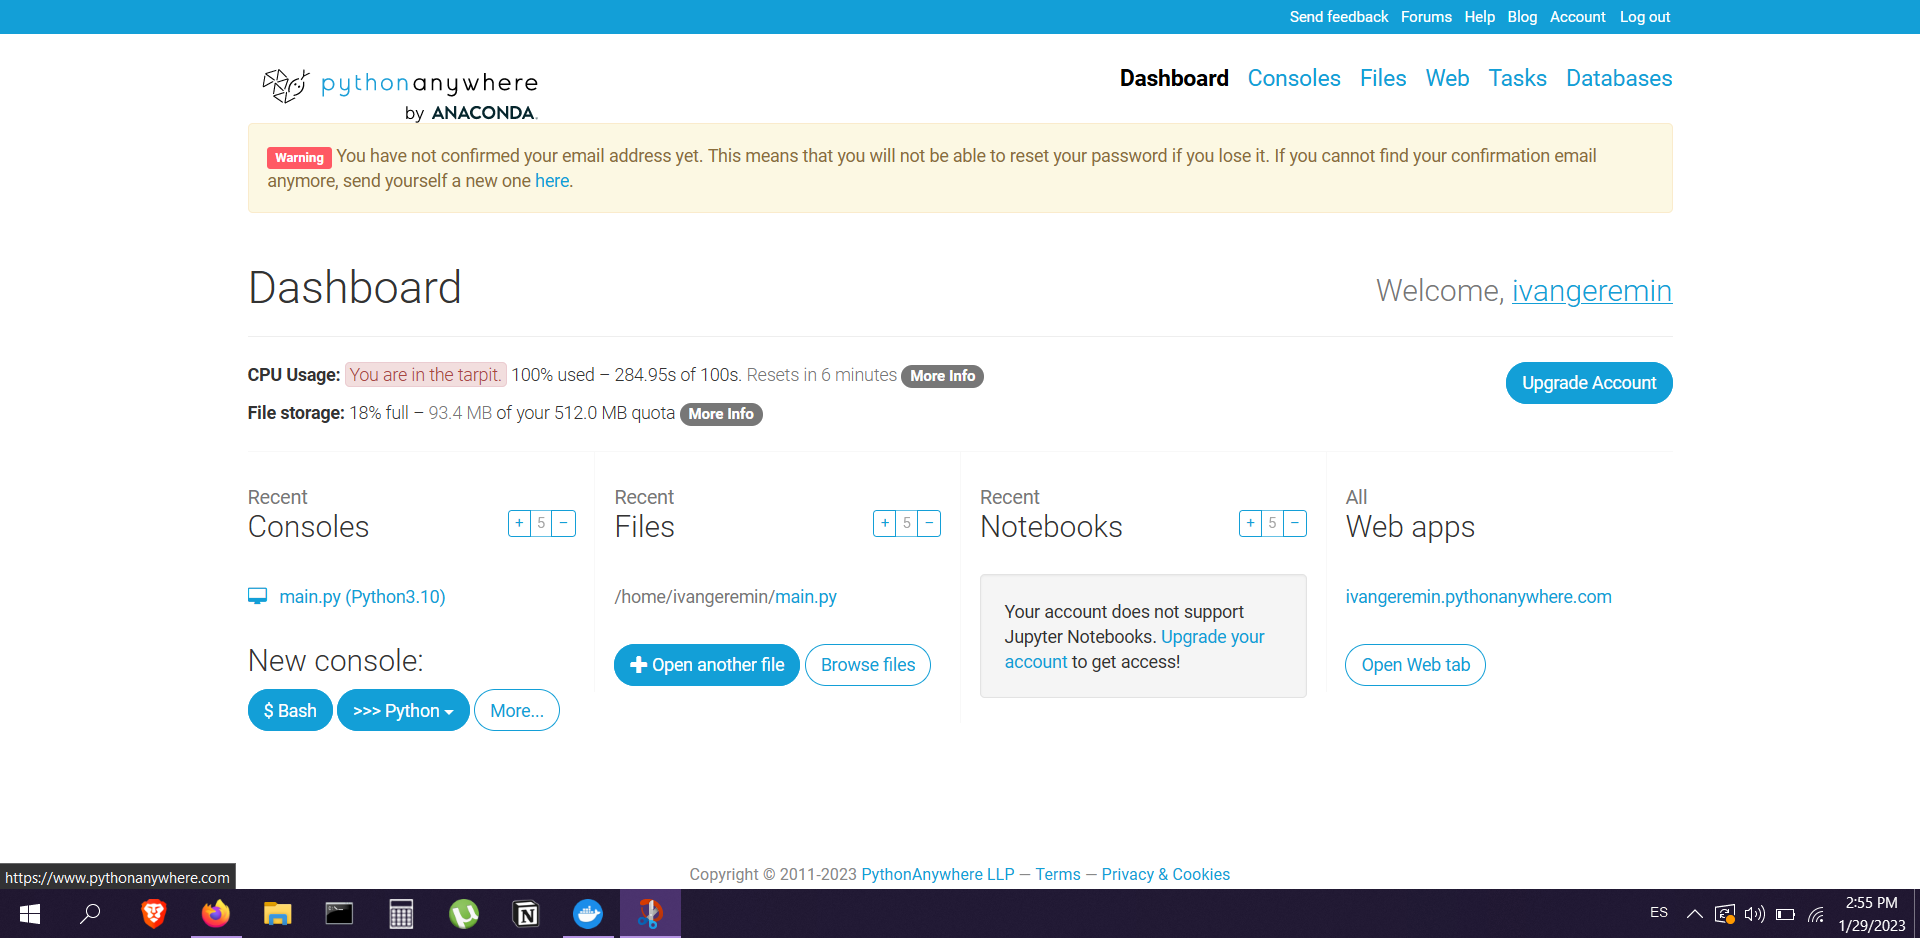 Send feedback Forums Help Blog Account Log out
pythonanywhere
by ANACONDA.
Dashboard Consoles Files Web Tasks Databases
Warning You have not confirmed your email address yet. This means that you will not be able to reset your password if you lose it. If you cannot find your confirmation email
anymore, send yourself a new one here.
Dashboard
Welcome, ivangeremin
CPU Usage: You are in the tarpit. 100% used – 284.95s of 100s. Resets in 6 minutes More Info
Upgrade Account
File storage: 18% full – 93.4 MB of your 512.0 MB quota More Info
Recent
Consoles
+ 5 −
main.py (Python3.10)
New console:
$ Bash >>> Python More...
Recent
Files
+ 5 −
/home/ivangeremin/main.py
Open another file Browse files
Recent
Notebooks
+ 5 −
Your account does not support
Jupyter Notebooks. Upgrade your
account to get access!
All
Web apps
ivangeremin.pythonanywhere.com
Open Web tab
Copyright © 2011-2023 PythonAnywhere LLP — Terms — Privacy & Cookies
https://www.pythonanywhere.com
N
ES
2:55 PM
1/29/2023